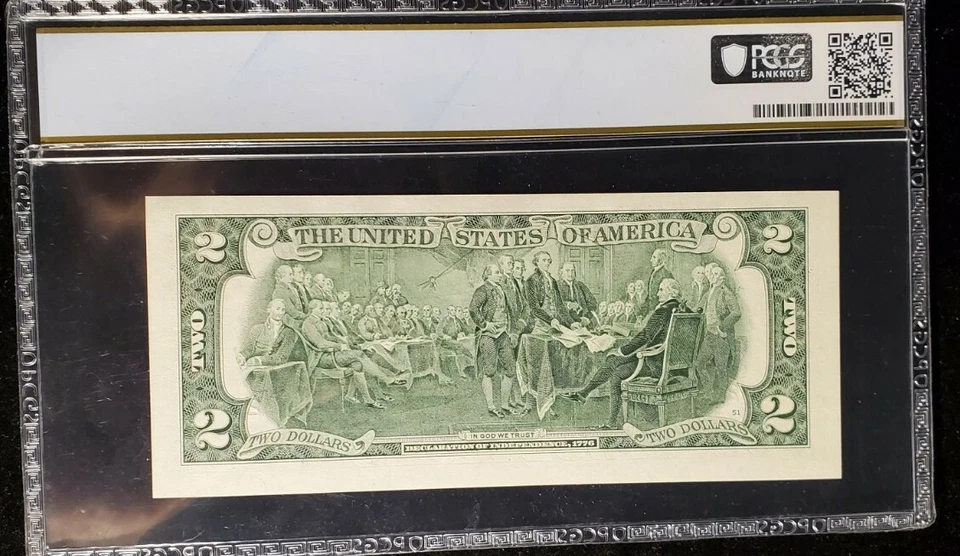 PCGS
BANKNOTE
2 THE UNITED STATES OF AMERICA 2
TWO TWO
51
2 TWO DOLLARS IN GOD WE TRUST TWO DOLLARS 2
DECLARATION OF INDEPENDENCE, 1776